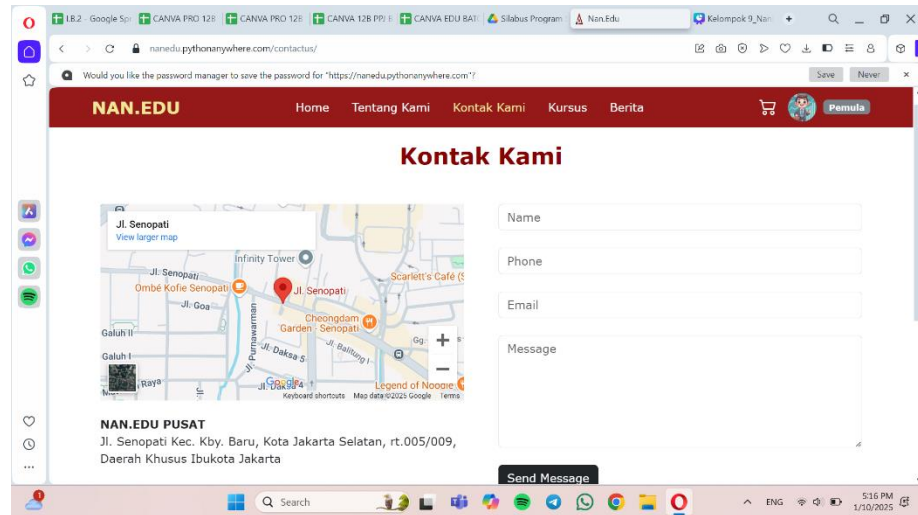 I.B.2 - Google Spr
CANVA PRO 128
CANVA PRO 128
CANVA 12B PPJ E
CANVA EDU BAT
Silabus Program
Nan.Edu
Kelompok 9_Nan
nanedu.pythonanywhere.com/contactus/
Would you like the password manager to save the password for "https://nanedu.pythonanywhere.com"?
Save
Never
NAN.EDU
Home
Tentang Kami
Kontak Kami
Kursus
Berita
Pemula
Kontak Kami
Jl. Senopati
View larger map
Infinity Tower
Jl. Senopati
Scarlett's Café (S
Ombé Kofie Senopati
Jl. Senopati
Jl. Goa
Cheongdam
Garden - Senopati
Galuh II
Jl. Purnawarman
Gg.
Jl. Balitung I
Jl. Daksa 5
Galuh I
Raya
Jl. Daksa 4
Google
Legend of Noodle
Keyboard shortcuts
Map data ©2025 Google
Terms
NAN.EDU PUSAT
Jl. Senopati Kec. Kby. Baru, Kota Jakarta Selatan, rt.005/009,
Daerah Khusus Ibukota Jakarta
Name
Phone
Email
Message
Send Message
Search
ENG
5:16 PM
1/10/2025